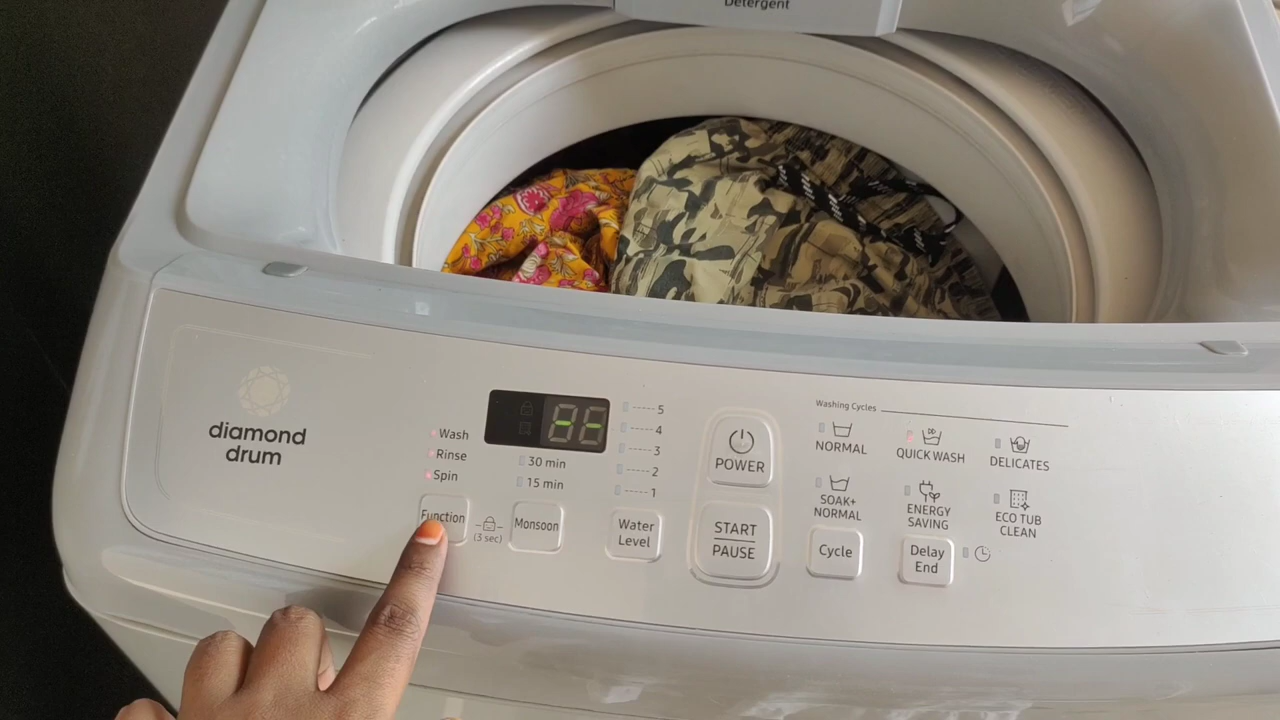 Detergent
diamond
drum
Wash
Rinse
Spin
Function
(3 sec)
30 min
15 min
Monsoon
5
4
3
2
1
Water
Level
POWER
START
PAUSE
Washing Cycles
NORMAL
QUICK WASH
DELICATES
SOAK+
NORMAL
ENERGY
SAVING
ECO TUB
CLEAN
Cycle
Delay
End